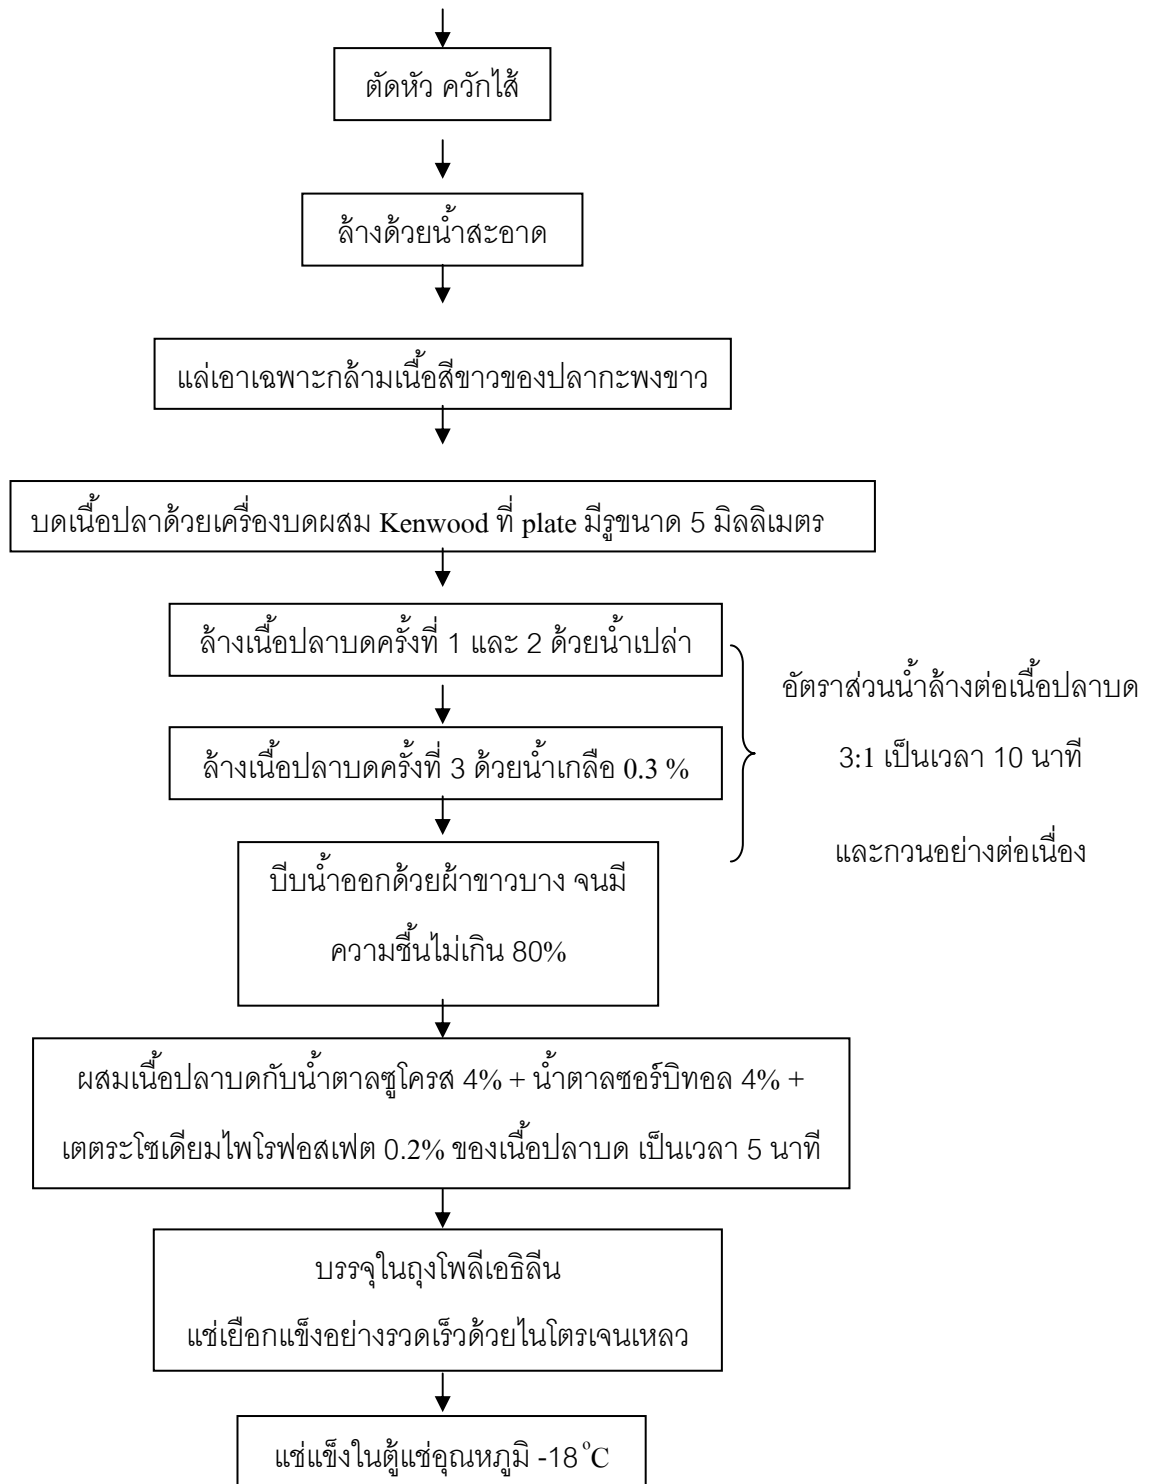 ตัดหัว ควักไส้
ล้างด้วยน้ำสะอาด
แล่เอาเฉพาะกล้ามเนื้อสีขาวของปลากะพงขาว
บดเนื้อปลาด้วยเครื่องบดผสม Kenwood ที่ plate มีรูขนาด 5 มิลลิเมตร
ล้างเนื้อปลาบดครั้งที่ 1 และ 2 ด้วยน้ำเปล่า
ล้างเนื้อปลาบดครั้งที่ 3 ด้วยน้ำเกลือ 0.3 %
อัตราส่วนน้ำล้างต่อเนื้อปลาบด
3:1 เป็นเวลา 10 นาที
และกวนอย่างต่อเนื่อง
บีบน้ำออกด้วยผ้าขาวบาง จนมี
ความชื้นไม่เกิน 80%
ผสมเนื้อปลาบดกับน้ำตาลซูโครส 4% + น้ำตาลซอร์บิทอล 4% +
เตตระโซเดียมไพโรฟอสเฟต 0.2% ของเนื้อปลาบด เป็นเวลา 5 นาที
บรรจุในถุงโพลีเอธิลีน
แช่เยือกแข็งอย่างรวดเร็วด้วยไนโตรเจนเหลว
แช่แข็งในตู้แช่อุณหภูมิ -18 °C